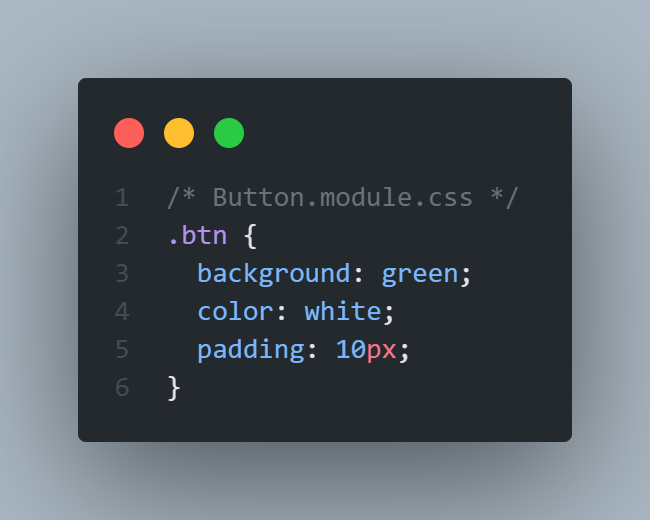 1 /* Button.module.css */
2 .btn {
3   background: green;
4   color: white;
5   padding: 10px;
6 }